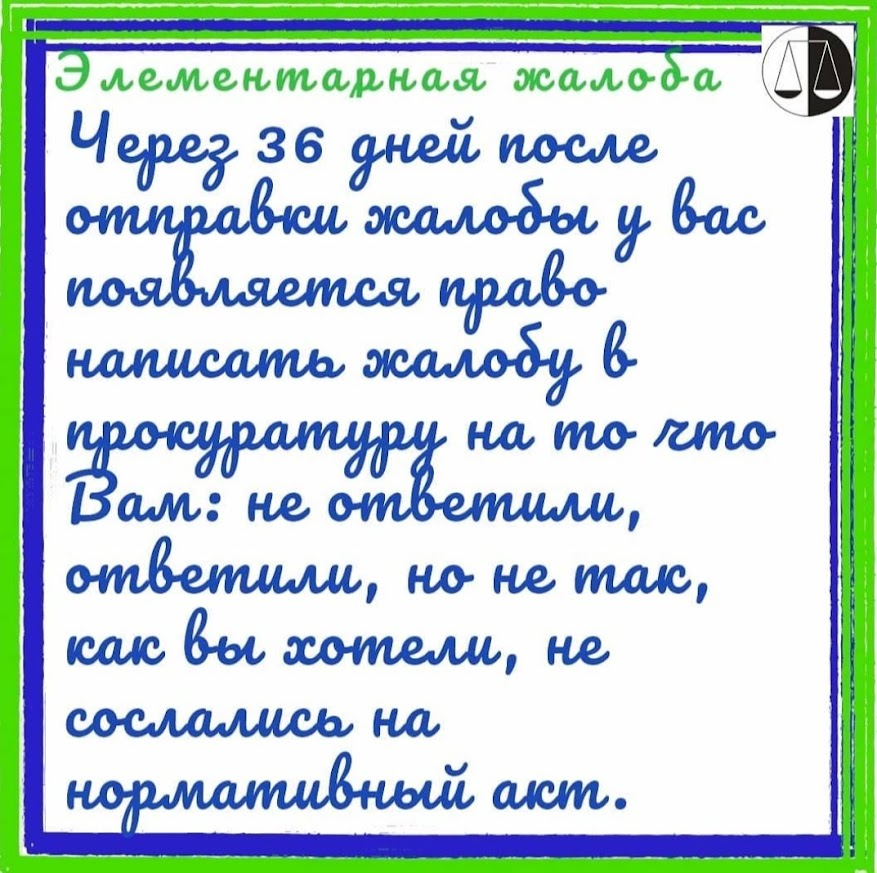 Элементарная жалоба
Через 36 дней после
отправки жалобы у вас
появляется право
написать жалобу в
прокуратуру на то что
Вам: не ответили,
ответили, но не так,
как вы хотели, не
сослались на
нормативный акт.